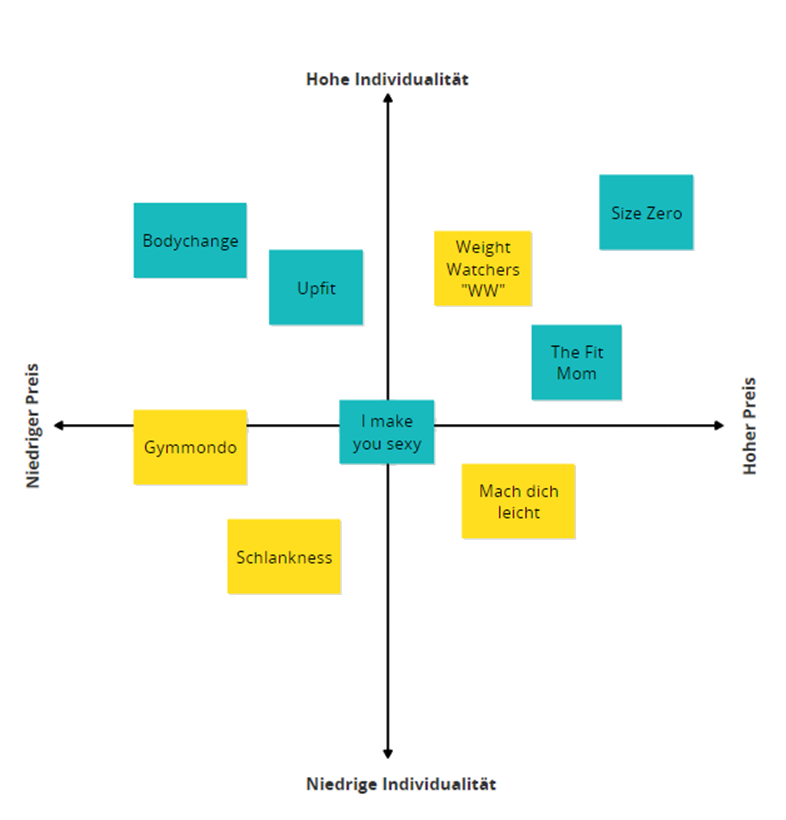 Hohe Individualität
Size Zero
Bodychange
Weight
Watchers
"WW"
Upfit
The Fit
Mom
Niedriger Preis
I make
you sexy
Hoher Preis
Gymmondo
Mach dich
leicht
Schlankness
Niedrige Individualität